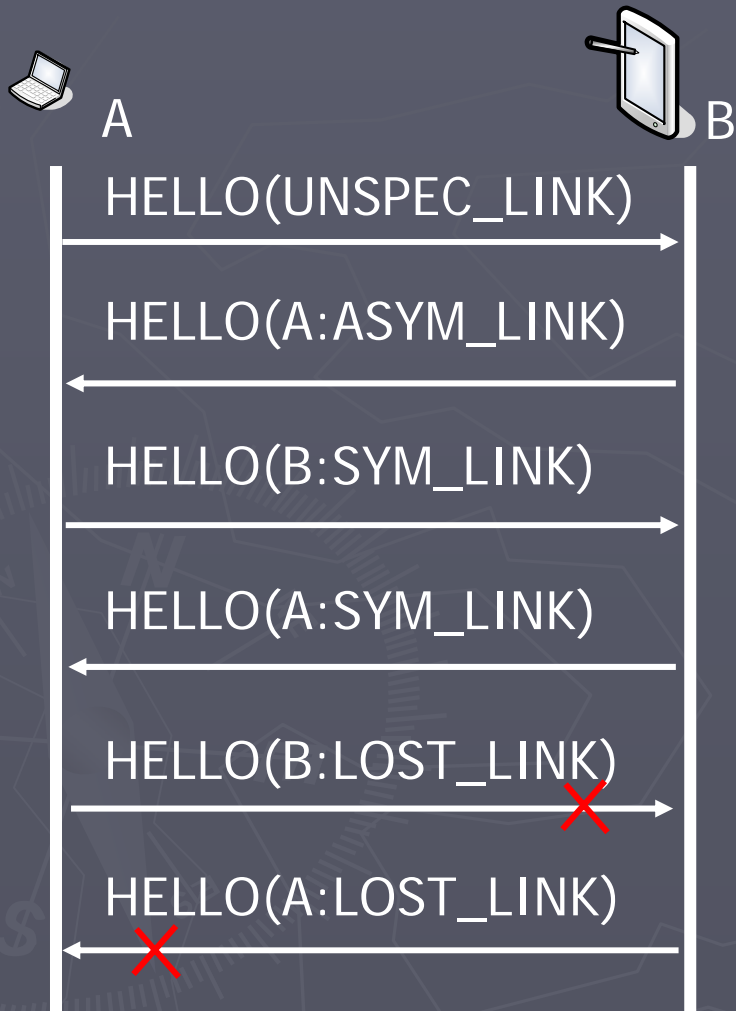 A
B
HELLO(UNSPEC_LINK)
HELLO(A:ASYM_LINK)
HELLO(B:SYM_LINK)
HELLO(A:SYM_LINK)
HELLO(B:LOST_LINK)
HELLO(A:LOST_LINK)
N
S